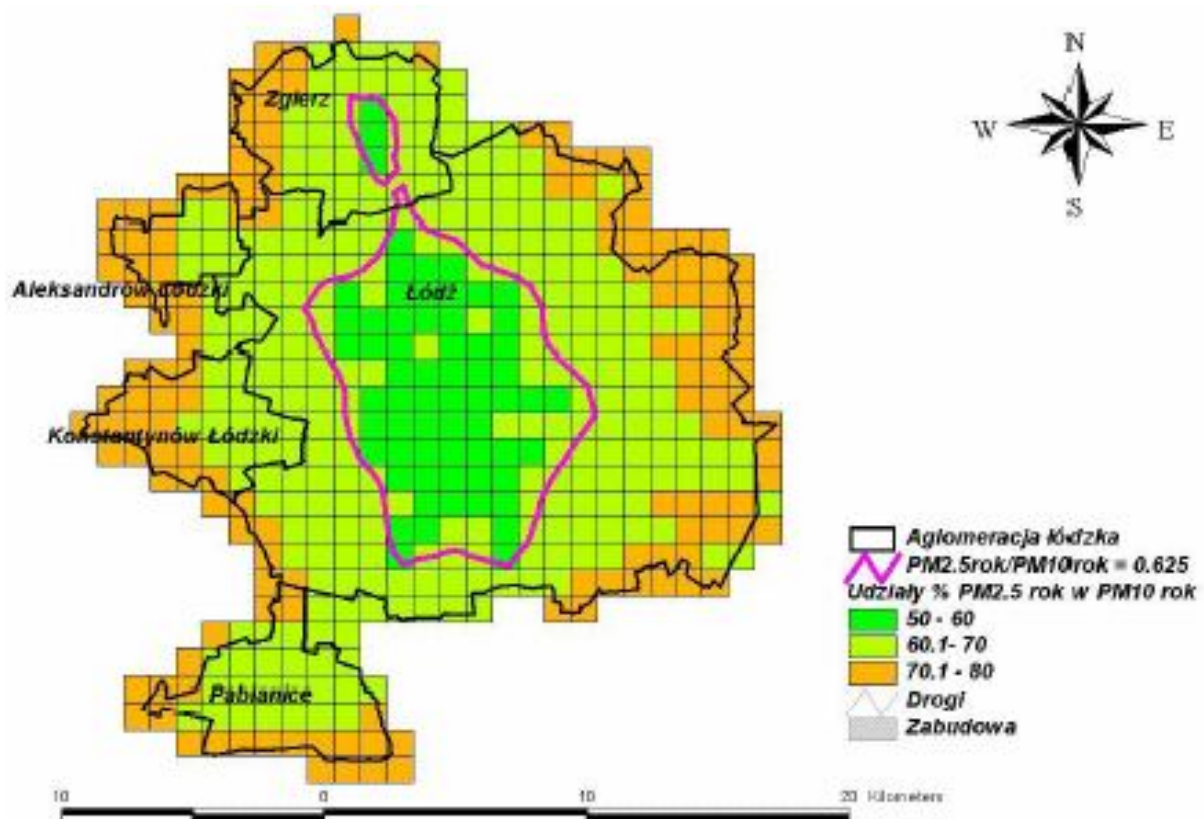 N
W E
S
Zgierz
Aleksandrów Łódzki
Łódź
Konstantynów Łódzki
Pabianice
Aglomeracja łódzka
PM2.5rok/PM10rok = 0.625
Udziały % PM2.5 rok w PM10 rok
50 - 60
60.1- 70
70.1 - 80
Drogi
Zabudowa
10 0 10 20 Kilometers